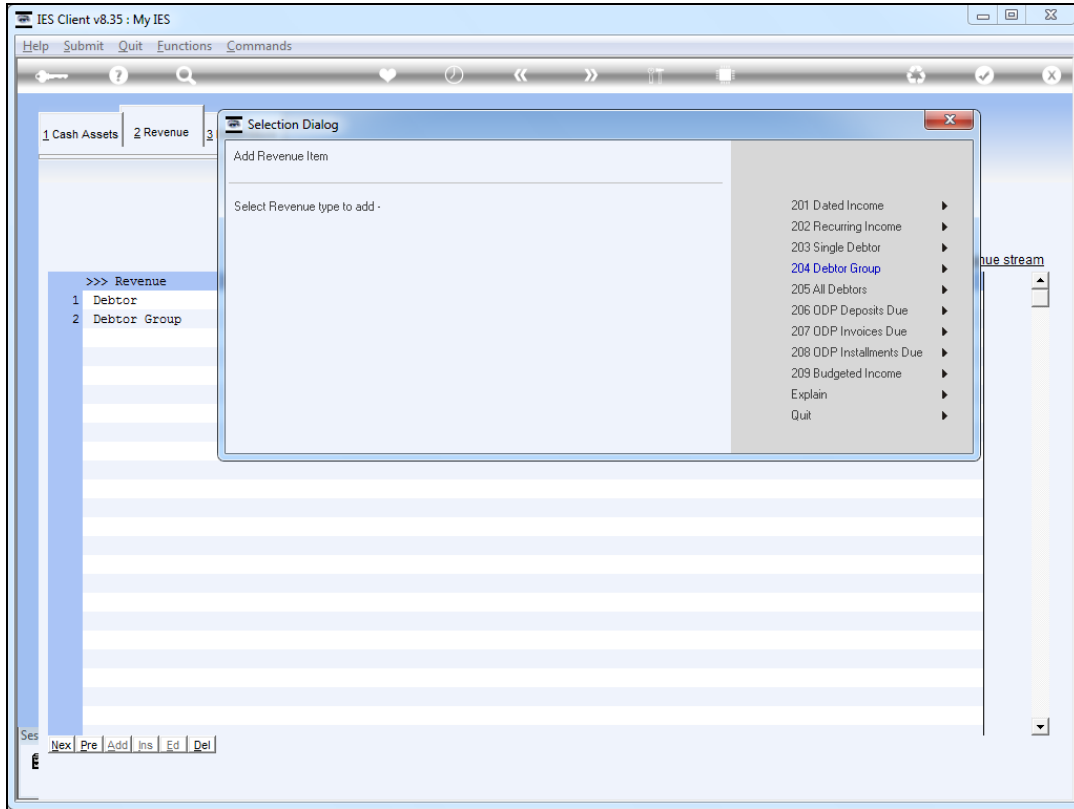 IES Client v8.35 : My IES
Help Submit Quit Functions Commands
1 Cash Assets 2 Revenue 3
Selection Dialog
Add Revenue Item
Select Revenue type to add -
201 Dated Income
202 Recurring Income
203 Single Debtor
204 Debtor Group
205 All Debtors
206 ODP Deposits Due
207 ODP Invoices Due
208 ODP Installments Due
209 Budgeted Income
Explain
Quit
stream
>>> Revenue
1 Debtor
2 Debtor Group
Nex Pre Add Ins Ed Del